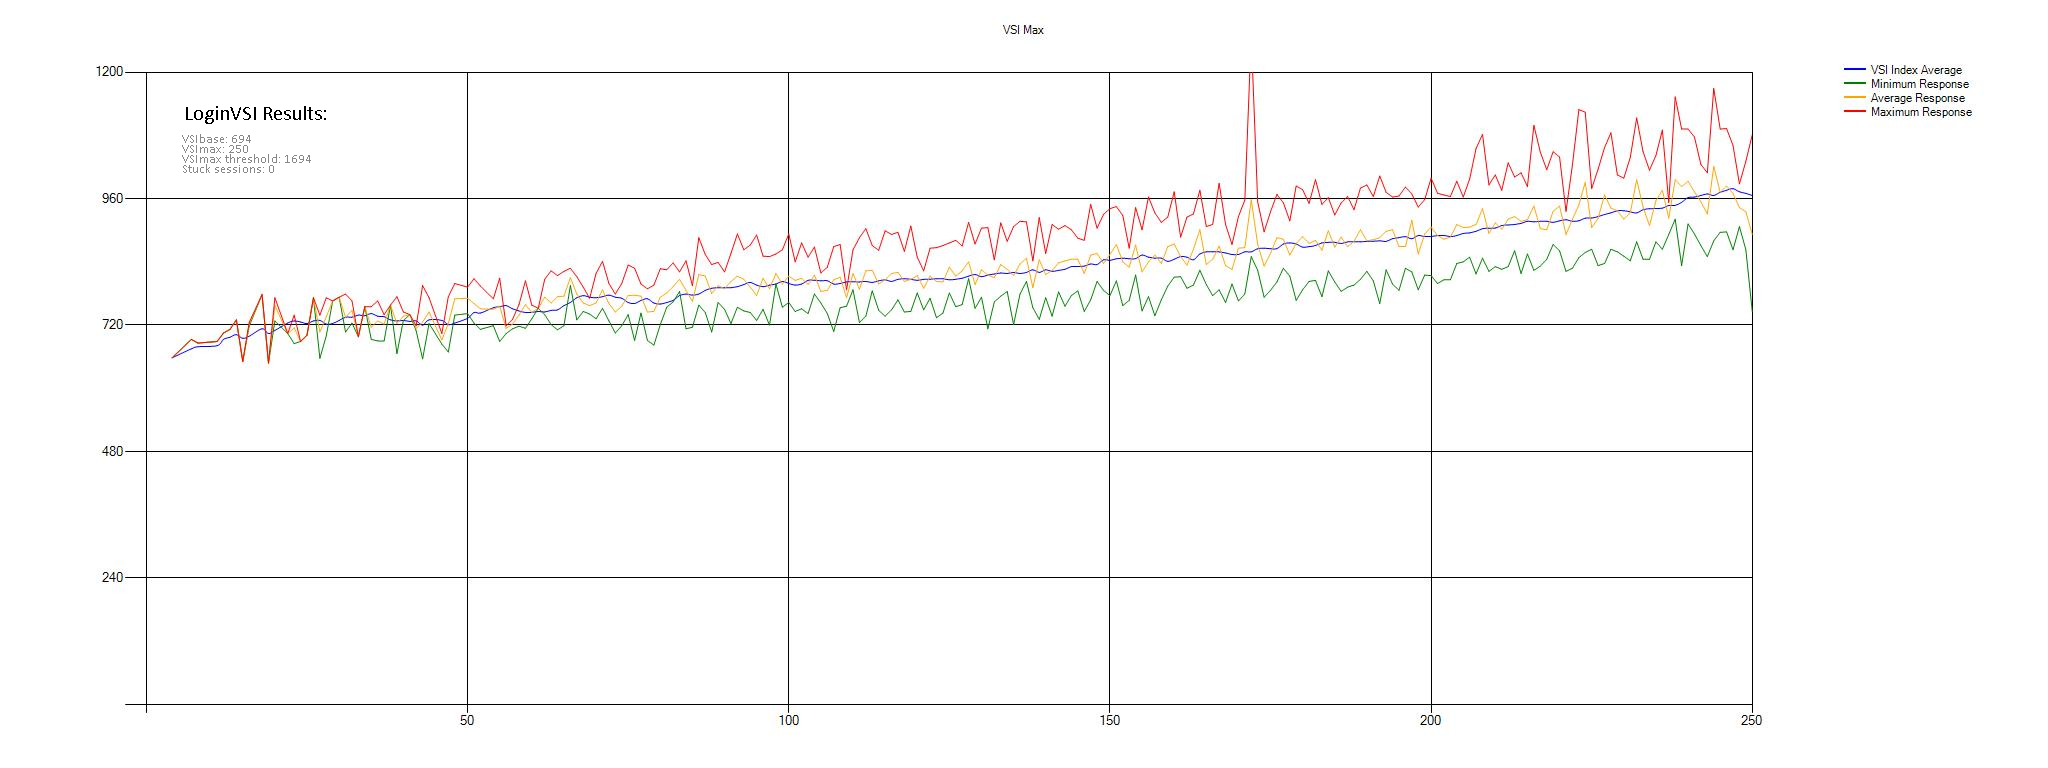 VSI Max
1200
960
720
480
240
50
100
150
200
250
LoginVSI Results:
VSIbase: 694
VSImax: 250
VSImax threshold: 1694
Stuck sessions: 0
VSI Index Average
Minimum Response
Average Response
Maximum Response